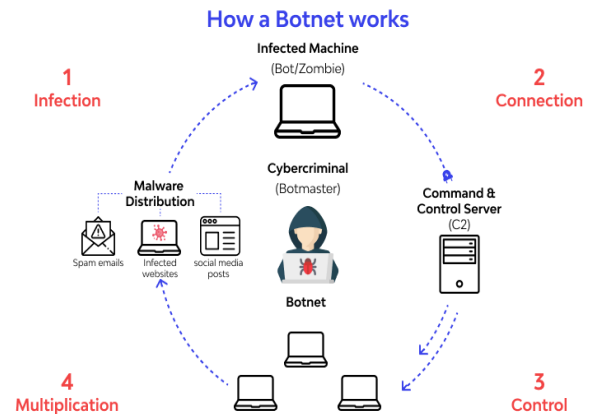 How a Botnet works
Infected Machine
(Bot/Zombie)
1
Infection
2
Connection
Cybercriminal
(Botmaster)
Malware
Distribution
Spam emails
Infected
websites
social media
posts
Command &
Control Server
(C2)
Botnet
4
Multiplication
3
Control